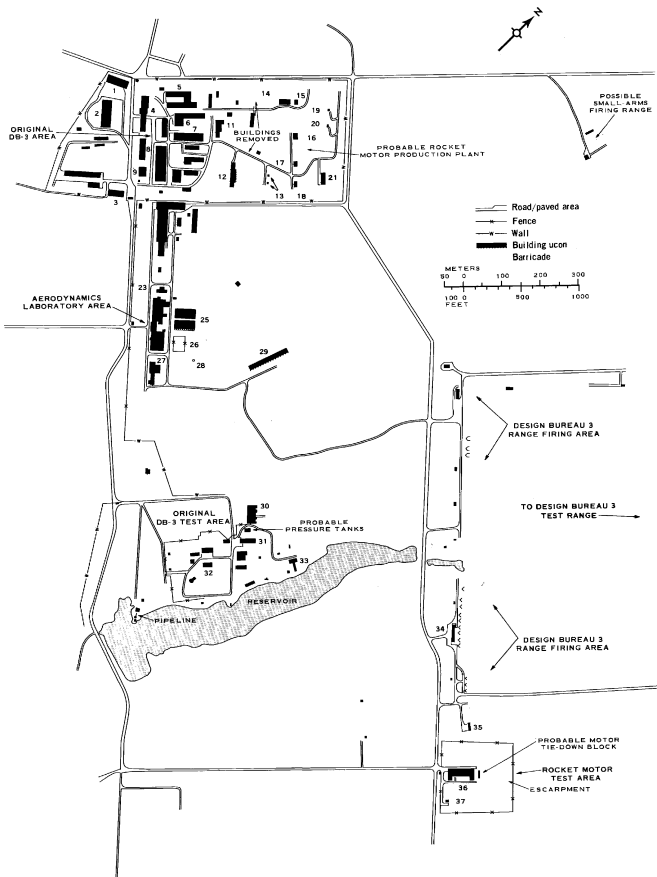 N
1
2
3
4
5
6
7
8
9
11
12
13
14
15
16
17
18
19
20
21
ORIGINAL
DB-3 AREA
BUILDINGS
REMOVED
PROBABLE ROCKET
MOTOR PRODUCTION PLANT
POSSIBLE
SMALL-ARMS
FIRING RANGE
Road/paved area
Fence
Wall
Building ucon
Barricade
METERS
50 0 100 200 300
100 0 500 1000
FEET
23
AERODYNAMICS
LABORATORY AREA
25
26
27
28
29
DESIGN BUREAU 3
RANGE FIRING AREA
TO DESIGN BUREAU 3
TEST RANGE
30
ORIGINAL
DB-3 TEST AREA
PROBABLE
PRESSURE TANKS
31
32
33
RESERVOIR
PIPELINE
34
DESIGN BUREAU 3
RANGE FIRING AREA
35
PROBABLE MOTOR
TIE-DOWN BLOCK
ROCKET MOTOR
TEST AREA
ESCARPMENT
36
37